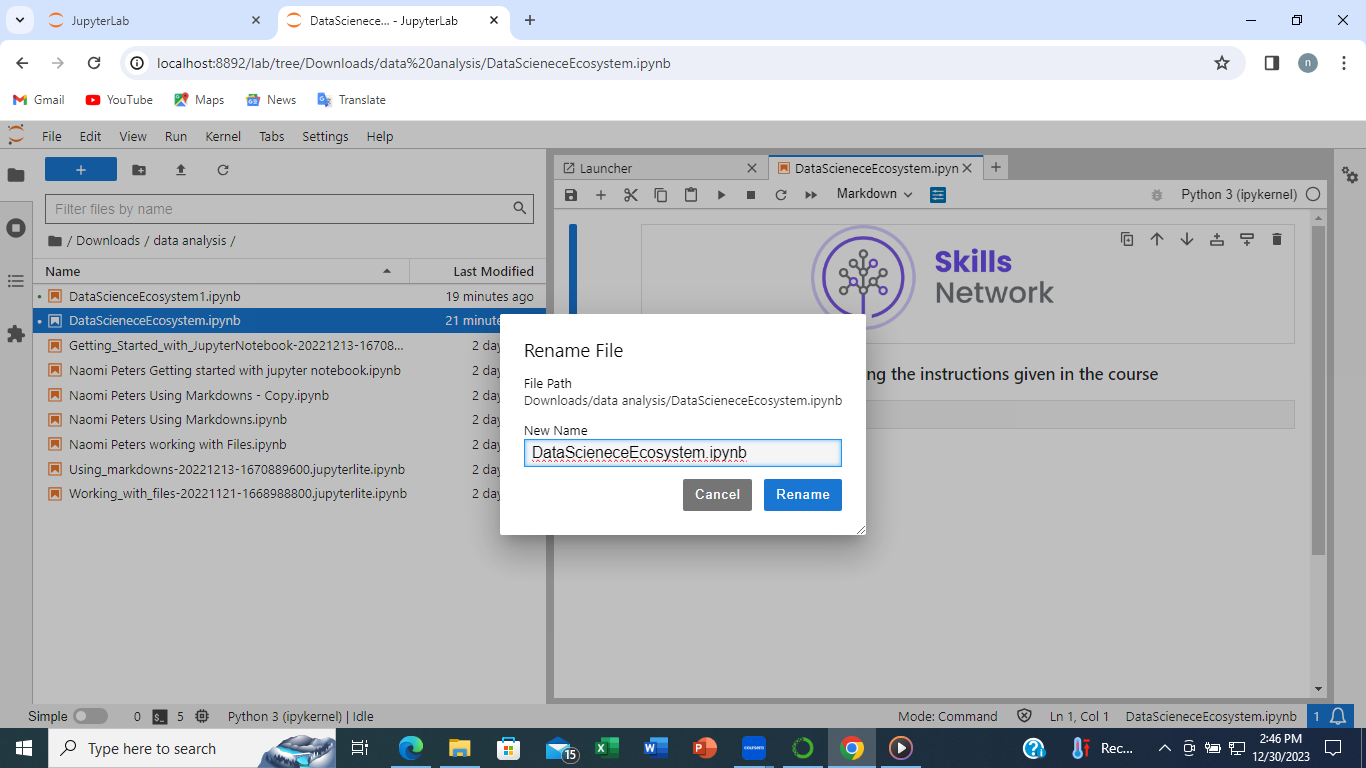 JupyterLab
DataScienece... - JupyterLab
localhost:8892/lab/tree/Downloads/data%20analysis/DataScieneceEcosystem.ipynb
n
Gmail YouTube Maps News Translate
File Edit View Run Kernel Tabs Settings Help
Launcher
DataScieneceEcosystem.ipyn
Markdown
Python 3 (ipykernel)
Filter files by name
/ Downloads / data analysis /
Name Last Modified
DataScienceEcosystem1.ipynb 19 minutes ago
DataScieneceEcosystem.ipynb 21 minute
Getting_Started_with_JupyterNotebook-20221213-16708... 2 day
Naomi Peters Getting started with jupyter notebook.ipynb 2 day
Naomi Peters Using Markdowns - Copy.ipynb 2 day
Naomi Peters Using Markdowns.ipynb 2 day
Naomi Peters working with Files.ipynb 2 day
Using_markdowns-20221213-1670889600.jupyterlite.ipynb 2 day
Working_with_files-20221121-1668988800.jupyterlite.ipynb 2 day
Skills
Network
ng the instructions given in the course
Rename File
File Path
Downloads/data analysis/DataScieneceEcosystem.ipynb
New Name
DataScieneceEcosystem.ipynb
Cancel Rename
Simple 0 5 Python 3 (ipykernel) | Idle Mode: Command Ln 1, Col 1 DataScieneceEcosystem.ipynb 1
Type here to search
15
coursera
Rec...
2:46 PM
12/30/2023